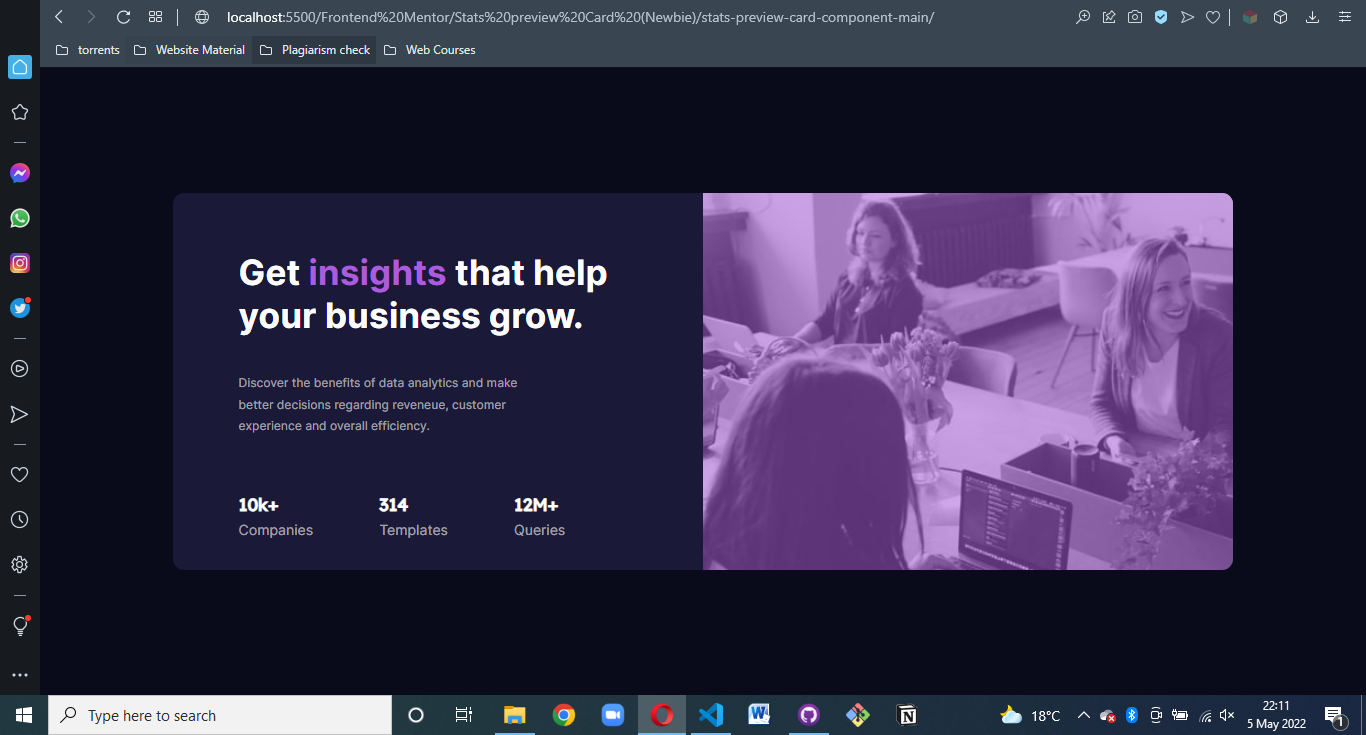 localhost:5500/Frontend%20Mentor/Stats%20preview%20Card%20(Newbie)/stats-preview-card-component-main/
torrents Website Material Plagiarism check Web Courses
Get insights that help
your business grow.
Discover the benefits of data analytics and make
better decisions regarding reveneue, customer
experience and overall efficiency.
10k+ 314 12M+
Companies Templates Queries
Type here to search
18°C
22:11
5 May 2022
1